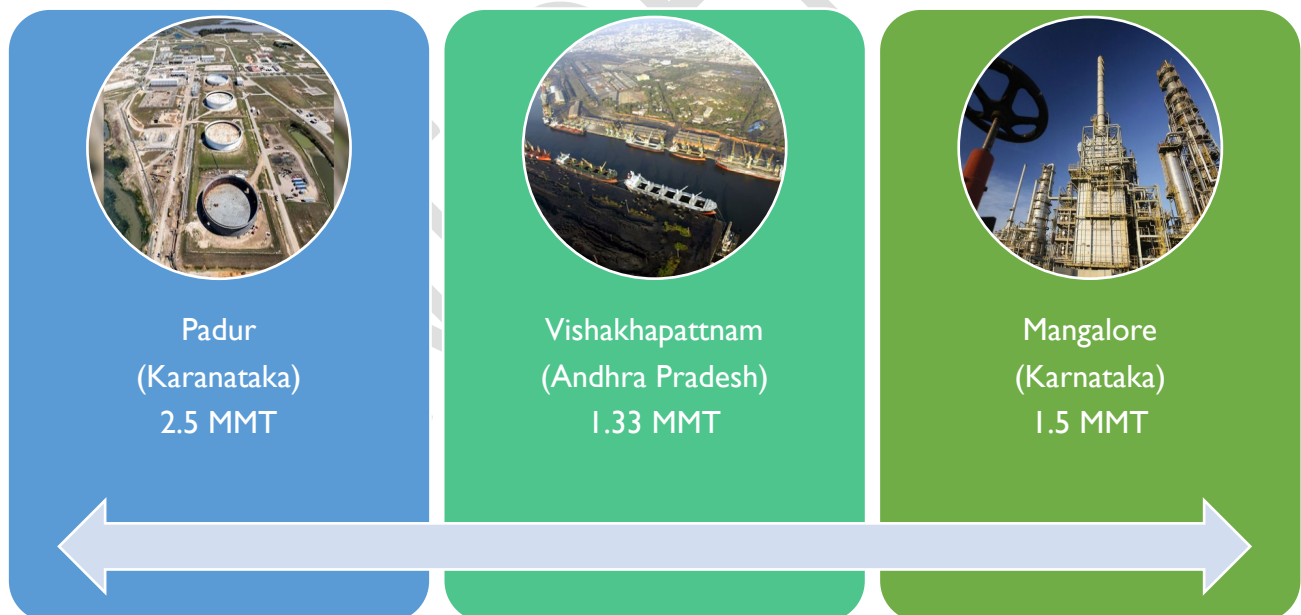 Padur
(Karanataka)
2.5 MMT
Vishakhapattnam
(Andhra Pradesh)
1.33 MMT
Mangalore
(Karnataka)
1.5 MMT